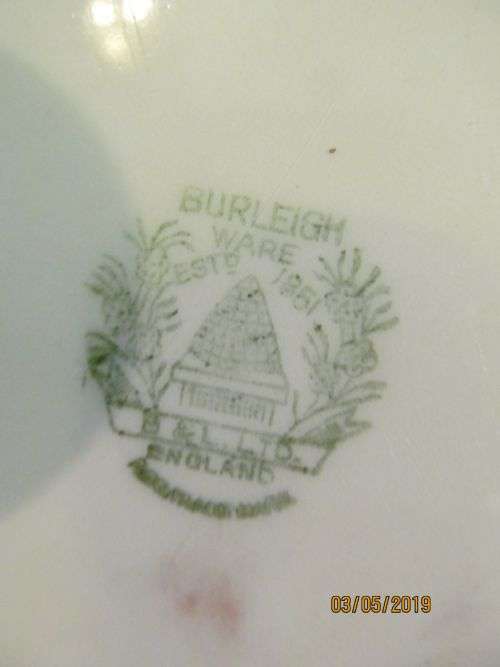 BURLEIGH
WARE
ESTD 1851
B & L. LTD.
ENGLAND
03/05/2019